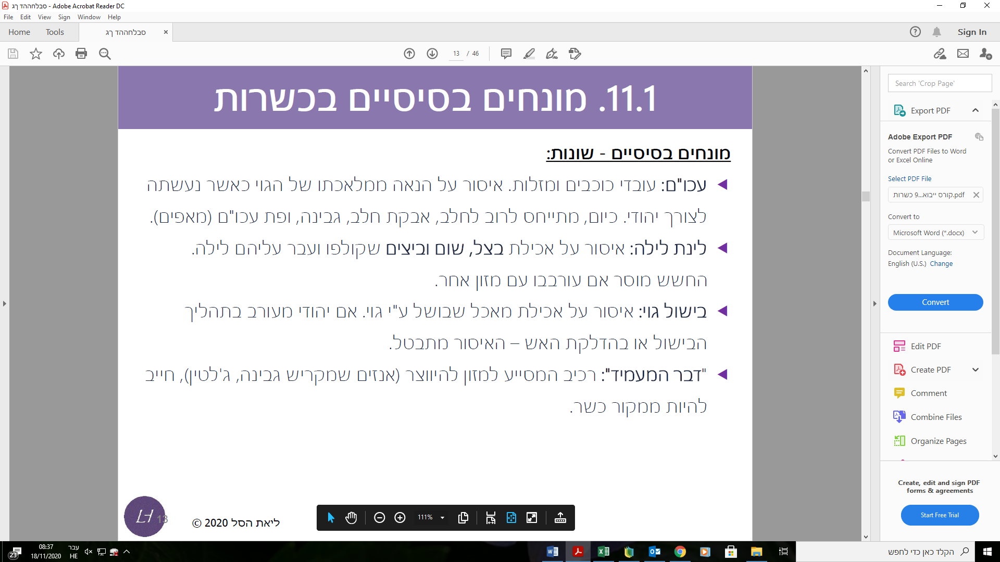 סבלחההד ךג - Adobe Acrobat Reader DC
File Edit View Sign Window Help
Home Tools סבלחההד ךג
Sign In
13 / 46
11.1. מונחים בסיסיים בכשרות
מונחים בסיסיים - שונות:
עכו"ם: עובדי כוכבים ומזלות. איסור על הנאה ממלאכתו של הגוי כאשר נעשתה
לצורך יהודי. כיום, מתייחס לרוב לחלב, אבקת חלב, גבינה, ופת עכו"ם (מאפים).
לינת לילה: איסור על אכילת בצל, שום וביצים שקולפו ועבר עליהם לילה.
החשש מוסר אם עורבבו עם מזון אחר.
בישול גוי: איסור על אכילת מאכל שבושל ע"י גוי. אם יהודי מעורב בתהליך
הבישול או בהדלקת האש – האיסור מתבטל.
"דבר המעמיד": רכיב המסייע למזון להיווצר (אנזים שמקריש גבינה, ג'לטין), חייב
להיות ממקור כשר.
LH 13
ליאת הסל 2020 ©
111%
Search 'Crop Page'
Export PDF
Adobe Export PDF
Convert PDF Files to Word
or Excel Online
Select PDF File
קורס ייבוא...9 כשרות.pdf
Convert to
Microsoft Word (*.docx)
Document Language:
English (U.S.) Change
Convert
Edit PDF
Create PDF
Comment
Combine Files
Organize Pages
Create, edit and sign PDF
forms & agreements
Start Free Trial
23
08:37
18/11/2020
עבר
HE
הקלד כאן כדי לחפש